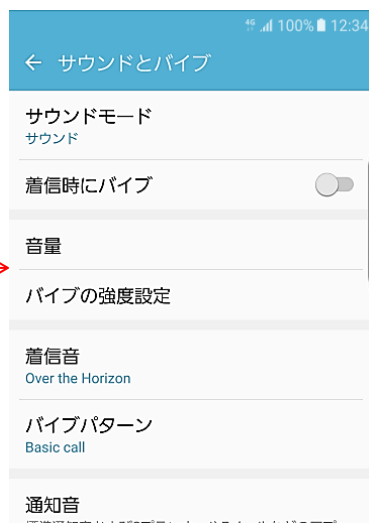 4G 100% 12:34
サウンドとバイブ
サウンドモード
サウンド
着信時にバイブ
音量
バイブの強度設定
着信音
Over the Horizon
バイブパターン
Basic call
通知音